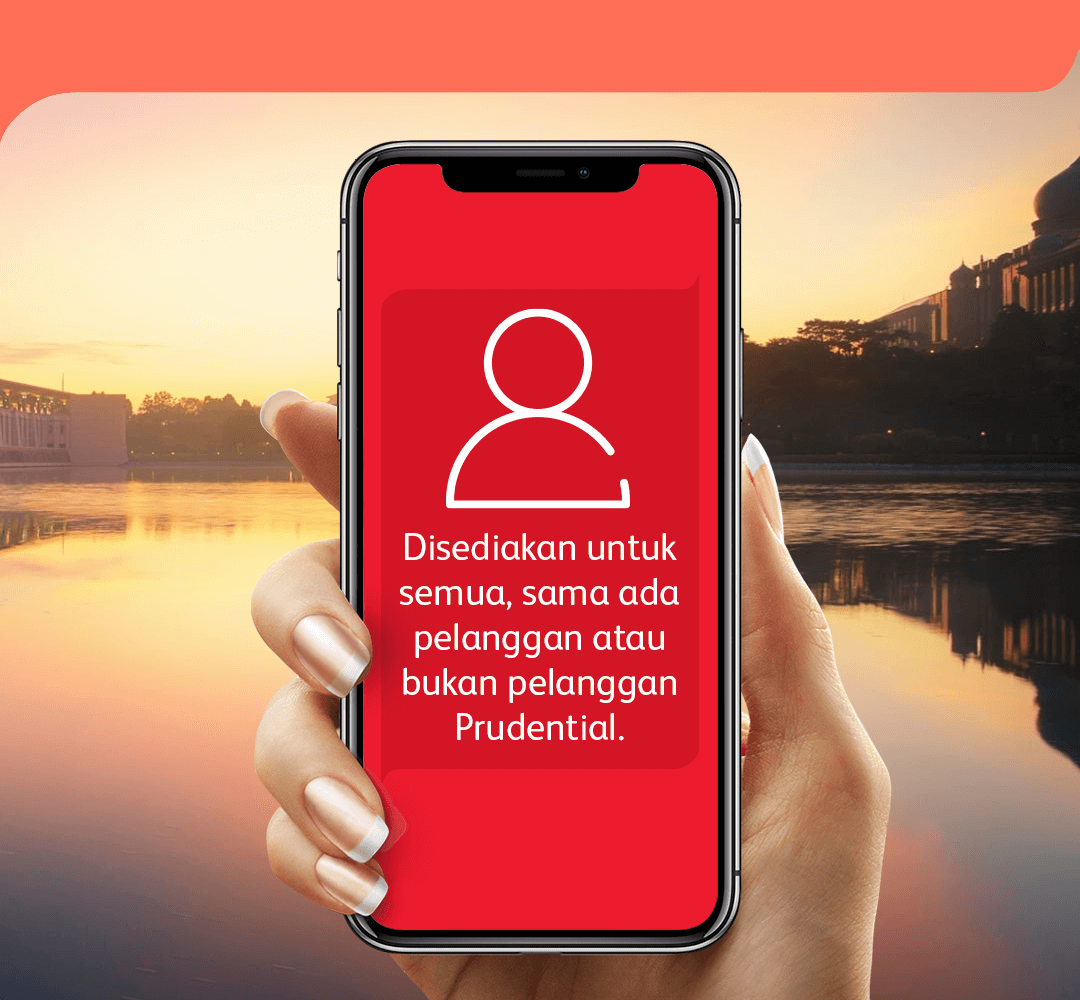 Disediakan untuk
semua, sama ada
pelanggan atau
bukan pelanggan
Prudential.